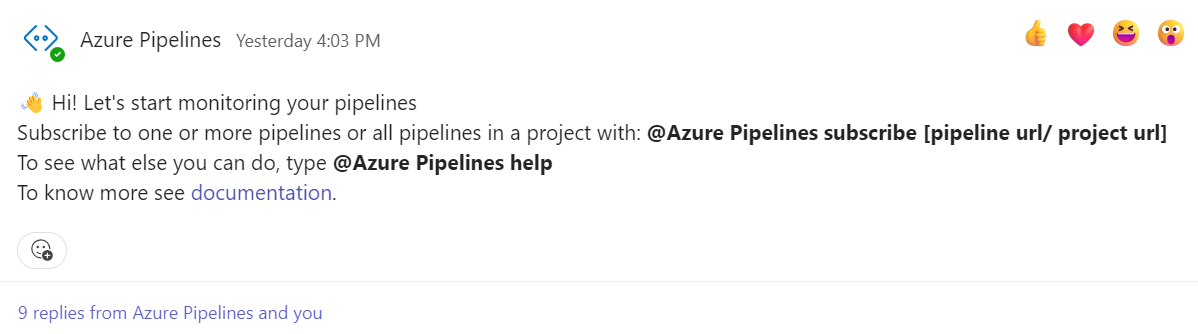 Azure Pipelines Yesterday 4:03 PM
👋 Hi! Let's start monitoring your pipelines
Subscribe to one or more pipelines or all pipelines in a project with: @Azure Pipelines subscribe [pipeline url/ project url]
To see what else you can do, type @Azure Pipelines help
To know more see documentation.
9 replies from Azure Pipelines and you